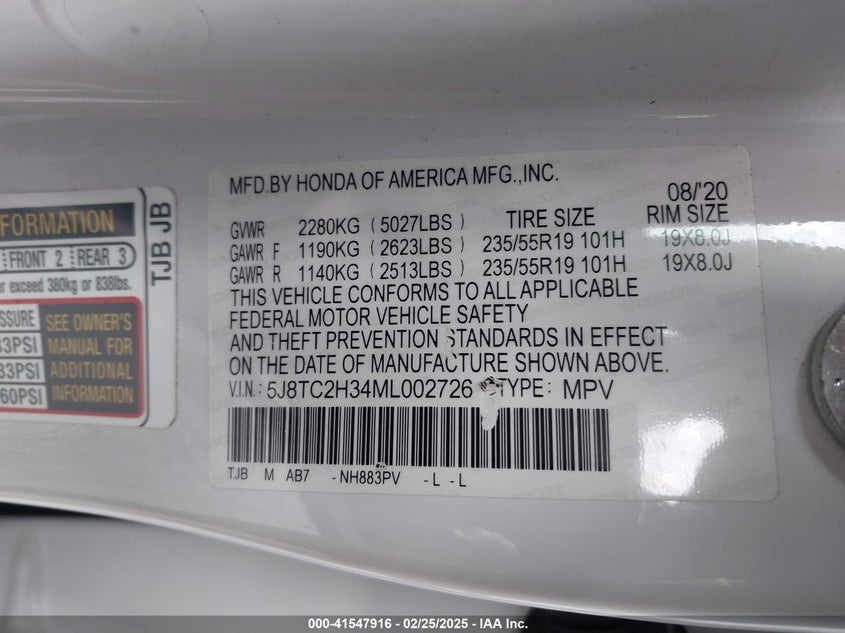 FORMATION
FRONT 2 REAR 3
exceed 380kg or 838lbs.
SSURE
SEE OWNER'S
33PSI
MANUAL FOR
33PSI
ADDITIONAL
60PSI
INFORMATION
TJB JB
MFD.BY HONDA OF AMERICA MFG.,INC.
08/'20
GVWR 2280KG (5027LBS) TIRE SIZE RIM SIZE
GAWR F 1190KG (2623LBS) 235/55R19 101H 19X8.0J
GAWR R 1140KG (2513LBS) 235/55R19 101H 19X8.0J
THIS VEHICLE CONFORMS TO ALL APPLICABLE
FEDERAL MOTOR VEHICLE SAFETY
AND THEFT PREVENTION STANDARDS IN EFFECT
ON THE DATE OF MANUFACTURE SHOWN ABOVE.
V.I.N.: 5J8TC2H34ML002726 TYPE: MPV
TJB M AB7 -NH883PV -L -L
000-41547916 - 02/25/2025 - IAA Inc.